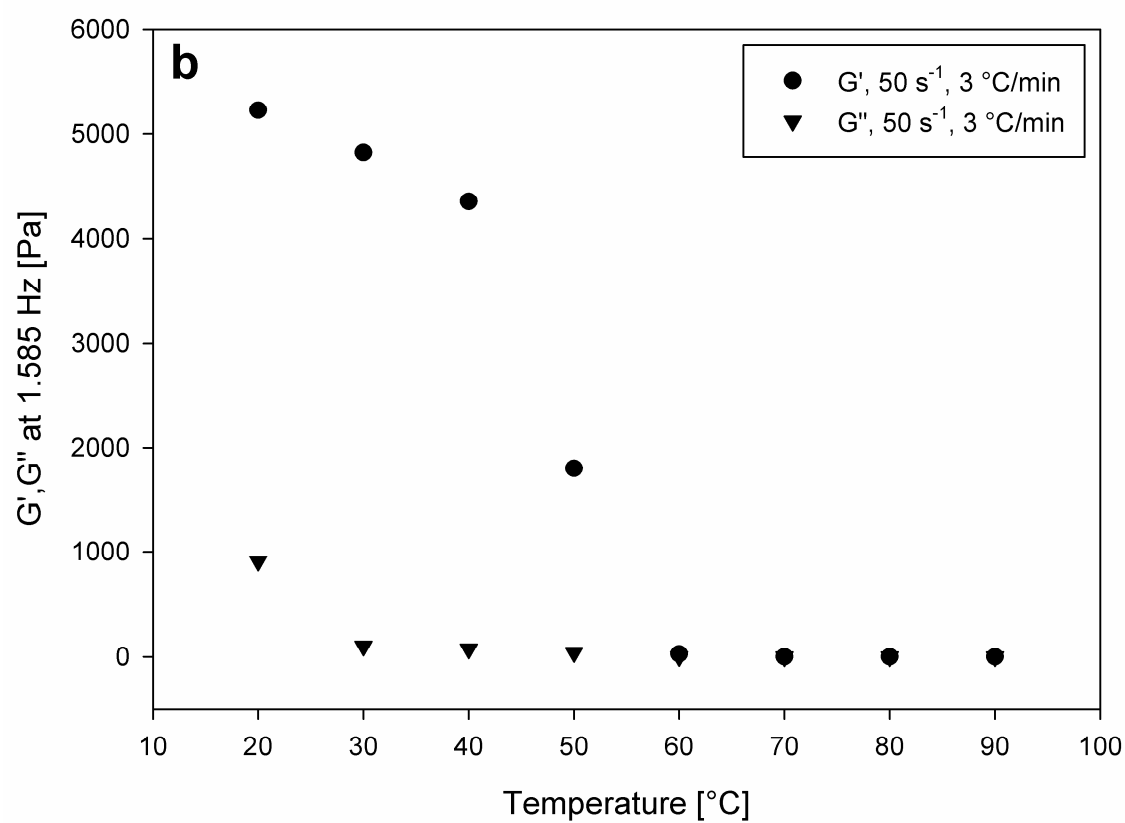 b
G', 50 s-1, 3 °C/min
G", 50 s-1, 3 °C/min
G',G" at 1.585 Hz [Pa]
6000
5000
4000
3000
2000
1000
0
10 20 30 40 50 60 70 80 90 100
Temperature [°C]